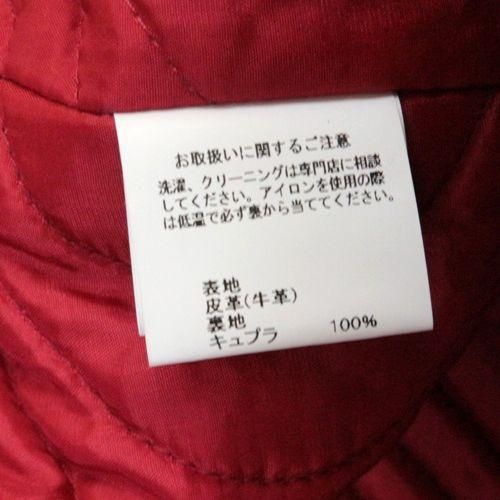 お取扱いに関するご注意
洗濯、クリーニングは専門店に相談
してください。アイロンを使用の際
は低温で必ず裏から当ててください。
表地
皮革(牛革)
裏地
キュプラ 100%